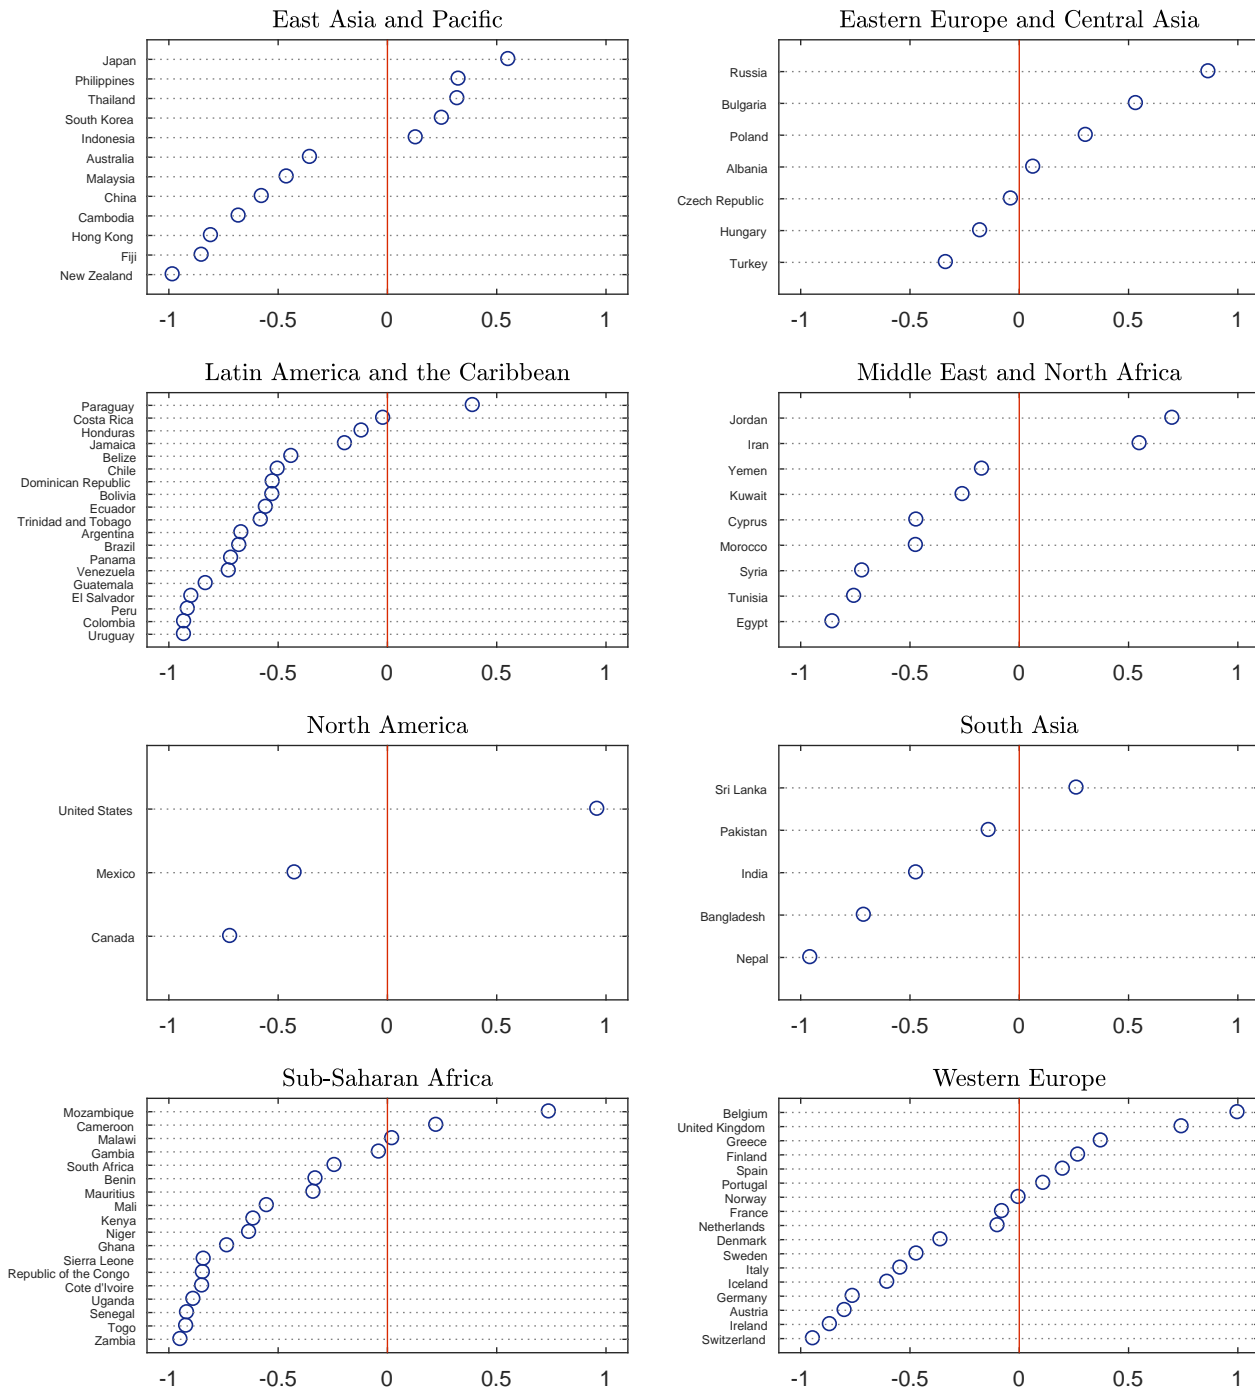 East Asia and Pacific
Japan
Philippines
Thailand
South Korea
Indonesia
Australia
Malaysia
China
Cambodia
Hong Kong
Fiji
New Zealand
-1 -0.5 0 0.5 1
Eastern Europe and Central Asia
Russia
Bulgaria
Poland
Albania
Czech Republic
Hungary
Turkey
-1 -0.5 0 0.5 1
Latin America and the Caribbean
Paraguay
Costa Rica
Honduras
Jamaica
Belize
Chile
Dominican Republic
Bolivia
Ecuador
Trinidad and Tobago
Argentina
Brazil
Panama
Venezuela
Guatemala
El Salvador
Peru
Colombia
Uruguay
-1 -0.5 0 0.5 1
Middle East and North Africa
Jordan
Iran
Yemen
Kuwait
Cyprus
Morocco
Syria
Tunisia
Egypt
-1 -0.5 0 0.5 1
North America
United States
Mexico
Canada
-1 -0.5 0 0.5 1
South Asia
Sri Lanka
Pakistan
India
Bangladesh
Nepal
-1 -0.5 0 0.5 1
Sub-Saharan Africa
Mozambique
Cameroon
Malawi
Gambia
South Africa
Benin
Mauritius
Mali
Kenya
Niger
Ghana
Sierra Leone
Republic of the Congo
Cote d'Ivoire
Uganda
Senegal
Togo
Zambia
-1 -0.5 0 0.5 1
Western Europe
Belgium
United Kingdom
Greece
Finland
Spain
Portugal
Norway
France
Netherlands
Denmark
Sweden
Italy
Iceland
Germany
Austria
Ireland
Switzerland
-1 -0.5 0 0.5 1